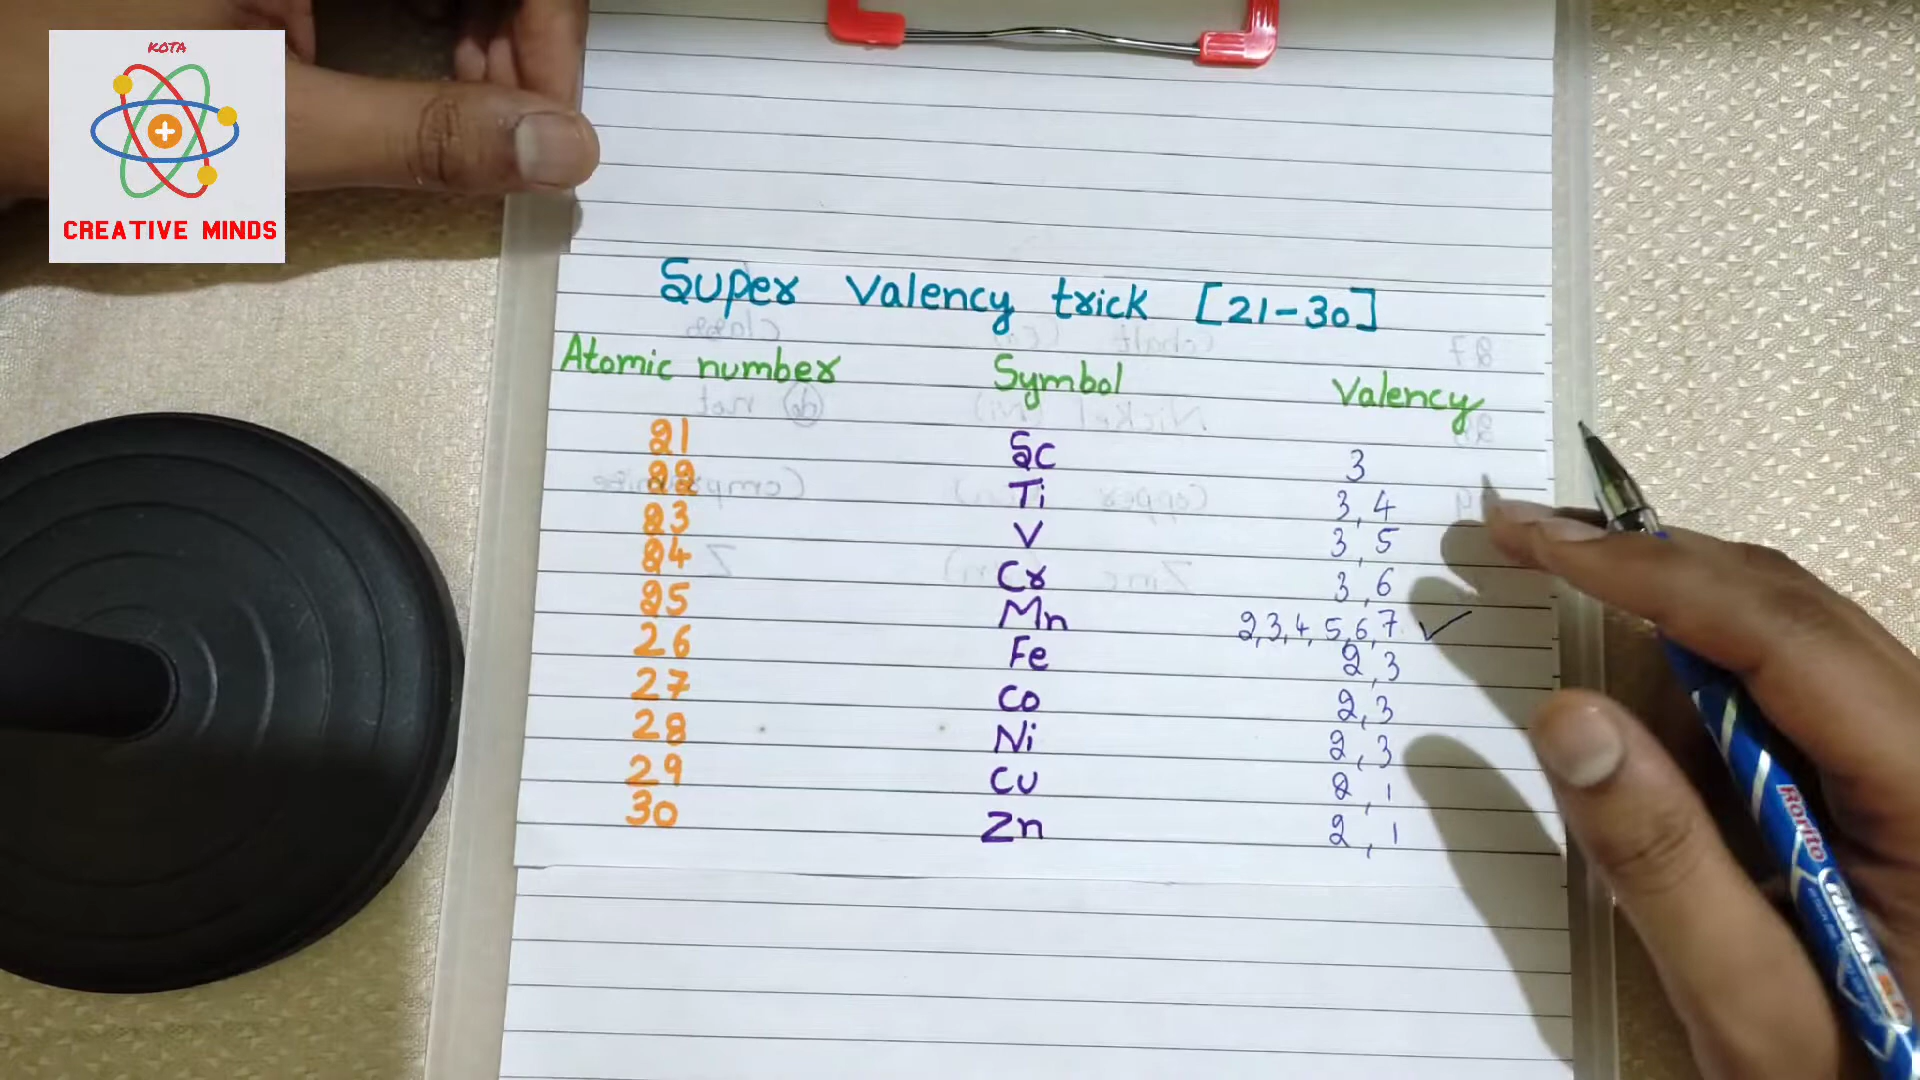 KOTA
CREATIVE MINDS
Super Valency trick [21-30]
Atomic number Symbol Valency
21 Sc 3
22 Ti 3,4
23 V 3,5
24 Cr 3,6
25 Mn 2,3,4,5,6,7 ✓
26 Fe 2,3
27 Co 2,3
28 Ni 2,3
29 Cu 2,1
30 Zn 2,1
Rorito